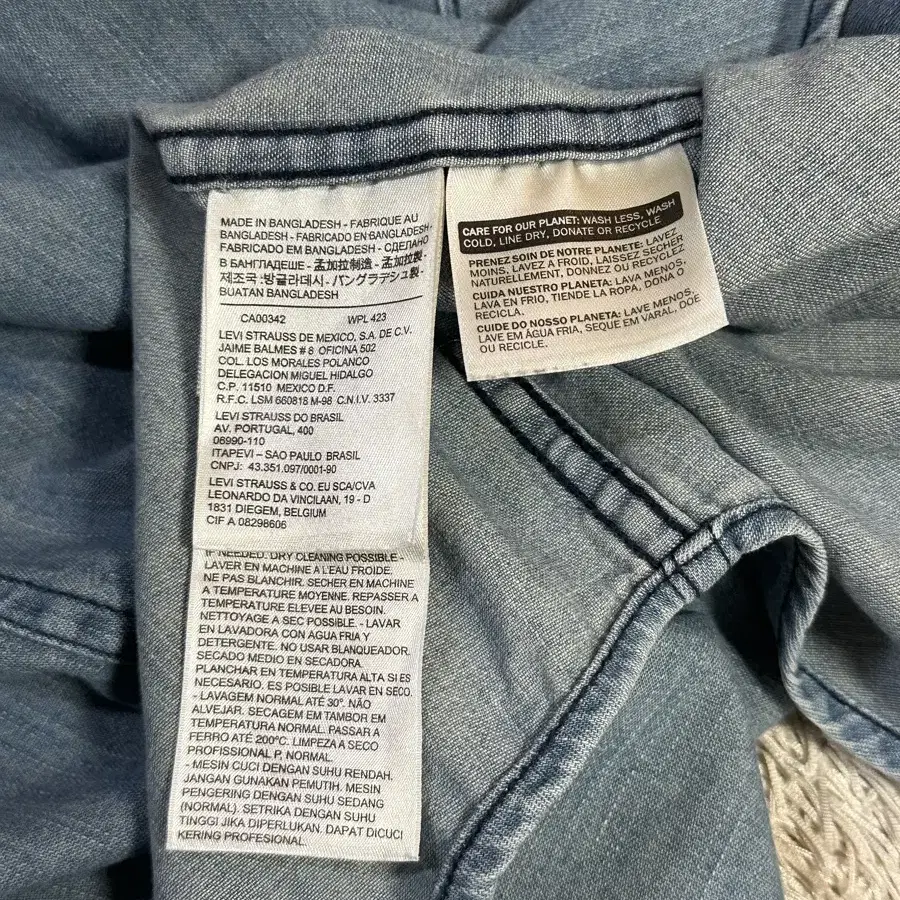 MADE IN BANGLADESH - FABRIQUE AU
BANGLADESH - FABRICADO EN BANGLADESH -
FABRICADO EM BANGLADESH - СДЕЛАНО
В БАНГЛАДЕШЕ - 孟加拉制造 - 孟加拉製 -
제조국 :방글라데시 - バングラデシュ製 -
BUATAN BANGLADESH
CA00342 WPL 423
LEVI STRAUSS DE MEXICO, S.A. DE C.V.
JAIME BALMES # 8 OFICINA 502
COL. LOS MORALES POLANCO
DELEGACION MIGUEL HIDALGO
C.P. 11510 MEXICO D.F.
R.F.C. LSM 660818 M-98 C.N.I.V. 3337
LEVI STRAUSS DO BRASIL
AV. PORTUGAL, 400
06990-110
ITAPEVI – SAO PAULO BRASIL
CNPJ: 43.351.097/0001-90
LEVI STRAUSS & CO. EU SCA/CVA
LEONARDO DA VINCILAAN, 19 - D
1831 DIEGEM, BELGIUM
CIF A 08298606
IF NEEDED. DRY CLEANING POSSIBLE -
LAVER EN MACHINE A L'EAU FROIDE.
NE PAS BLANCHIR. SECHER EN MACHINE
A TEMPERATURE MOYENNE. REPASSER A
TEMPERATURE ELEVEE AU BESOIN.
NETTOYAGE A SEC POSSIBLE. - LAVAR
EN LAVADORA CON AGUA FRIA Y
DETERGENTE. NO USAR BLANQUEADOR.
SECADO MEDIO EN SECADORA.
PLANCHAR EN TEMPERATURA ALTA SI ES
NECESARIO. ES POSIBLE LAVAR EN SECO.
- LAVAGEM NORMAL ATÉ 30°. NÃO
ALVEJAR. SECAGEM EM TAMBOR EM
TEMPERATURA NORMAL. PASSAR A
FERRO ATÉ 200°C. LIMPEZA A SECO
PROFISSIONAL P, NORMAL.
- MESIN CUCI DENGAN SUHU RENDAH.
JANGAN GUNAKAN PEMUTIH. MESIN
PENGERING DENGAN SUHU SEDANG
(NORMAL). SETRIKA DENGAN SUHU
TINGGI JIKA DIPERLUKAN. DAPAT DICUCI
KERING PROFESIONAL.
CARE FOR OUR PLANET: WASH LESS, WASH
COLD, LINE DRY, DONATE OR RECYCLE
PRENEZ SOIN DE NOTRE PLANETE: LAVEZ
MOINS, LAVEZ A FROID, LAISSEZ SECHER
NATURELLEMENT, DONNEZ OU RECYCLEZ
CUIDA NUESTRO PLANETA: LAVA MENOS,
LAVA EN FRIO, TIENDE LA ROPA, DONA O
RECICLA.
CUIDE DO NOSSO PLANETA: LAVE MENOS,
LAVE EM ÁGUA FRIA, SEQUE EM VARAL, DOE
OU RECICLE.